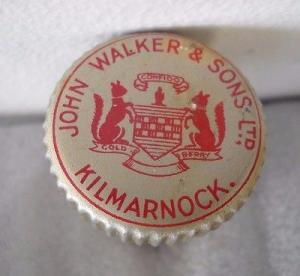 JOHN WALKER & SONS LTD.,
CONFIDO
GOLD BERRY
KILMARNOCK.